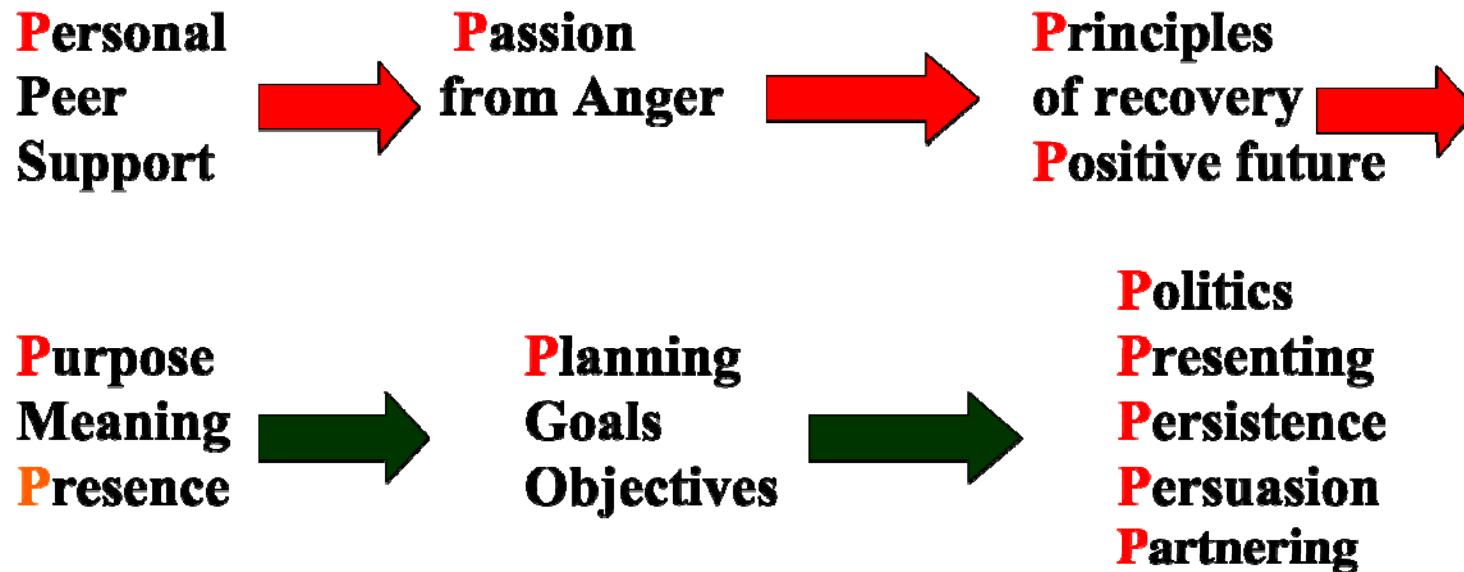 Personal
Peer
Support
Passion
from Anger
Principles
of recovery
Positive future
Purpose
Meaning
Presence
Planning
Goals
Objectives
Politics
Presenting
Persistence
Persuasion
Partnering